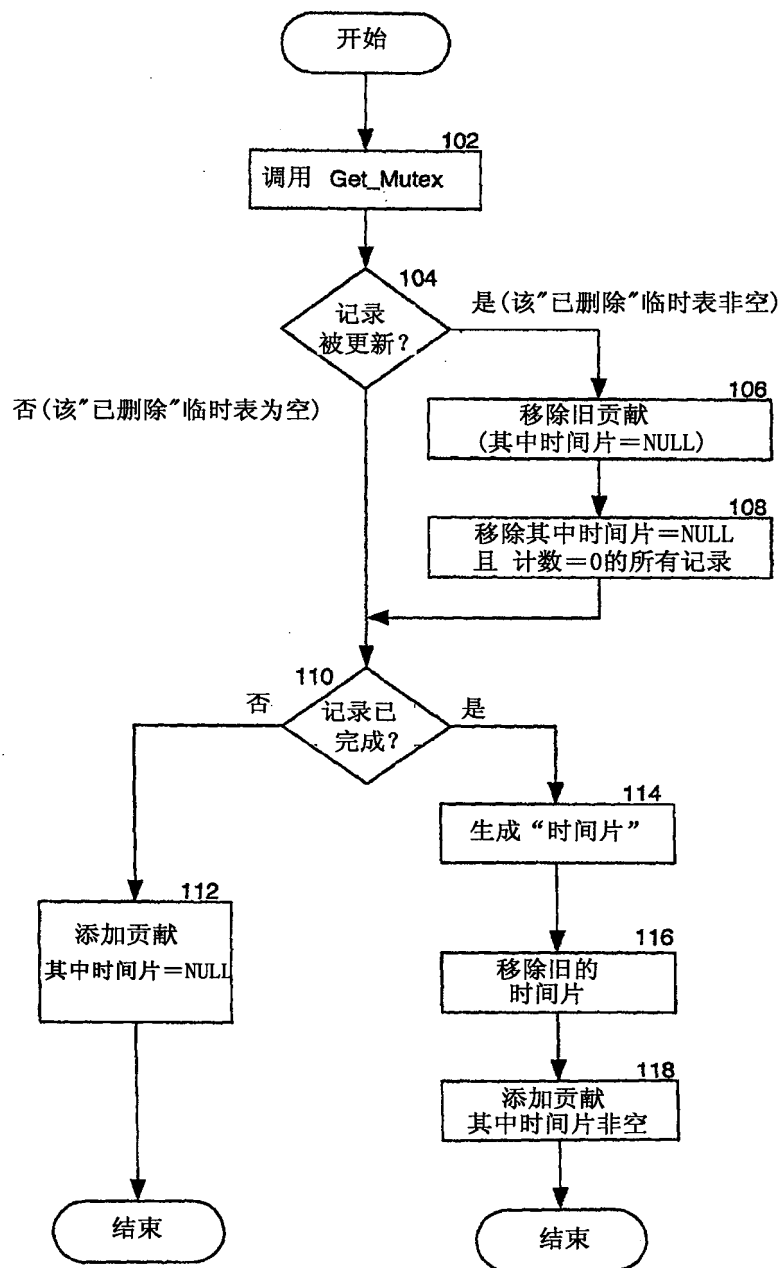 开始
102
调用 Get_Mutex
104
记录
被更新?
是(该"已删除"临时表非空)
否(该"已删除"临时表为空)
106
移除旧贡献
(其中时间片=NULL)
108
移除其中时间片=NULL
且 计数=0的所有记录
110
记录已
完成?
否
是
114
生成“时间片”
112
添加贡献
其中时间片=NULL
116
移除旧的
时间片
118
添加贡献
其中时间片非空
结束
结束